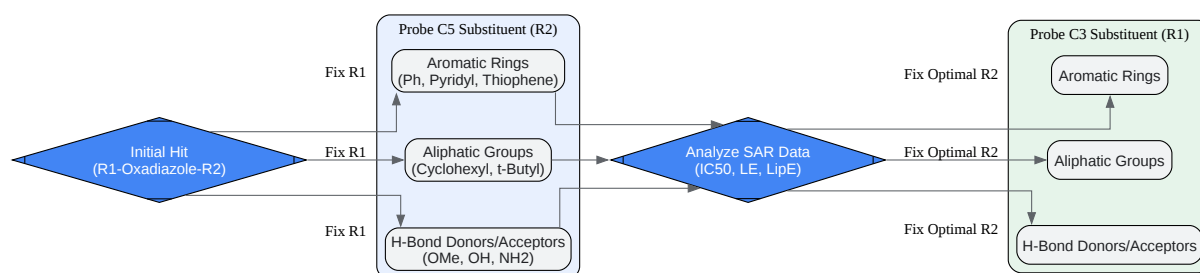 Probe C5 Substituent (R2)
Probe C3 Substituent (R1)
Fix R1
Aromatic Rings
(Ph, Pyridyl, Thiophene)
Fix Optimal R2
Aromatic Rings
Initial Hit
(R1-Oxadiazole-R2)
Fix R1
Aliphatic Groups
(Cyclohexyl, t-Butyl)
Analyze SAR Data
(IC50, LE, LipE)
Fix Optimal R2
Aliphatic Groups
Fix R1
H-Bond Donors/Acceptors
(OMe, OH, NH2)
Fix Optimal R2
H-Bond Donors/Acceptors